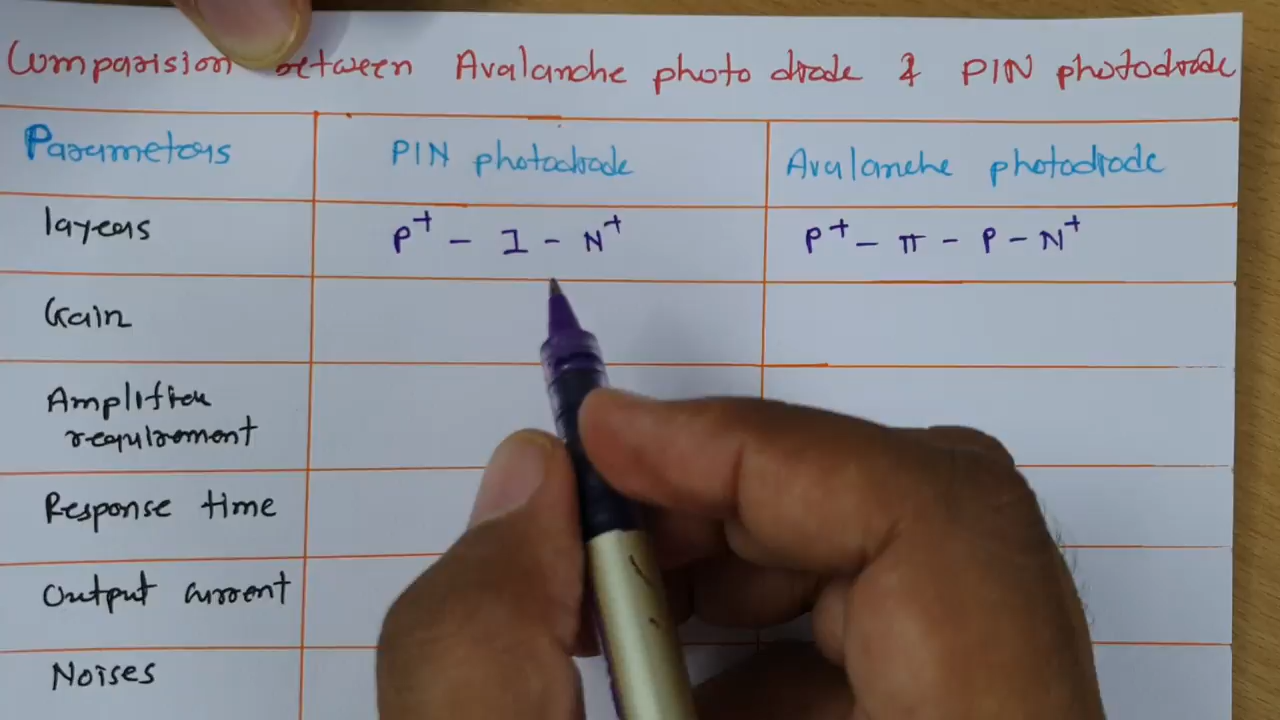 Comparision between Avalanche photo diode & PIN photodiode
Parameters PIN photodiode Avalanche photodiode
layers P+ - I - N+ P+ - π - P - N+
Gain
Amplifier
requirement
Response time
Output current
Noises